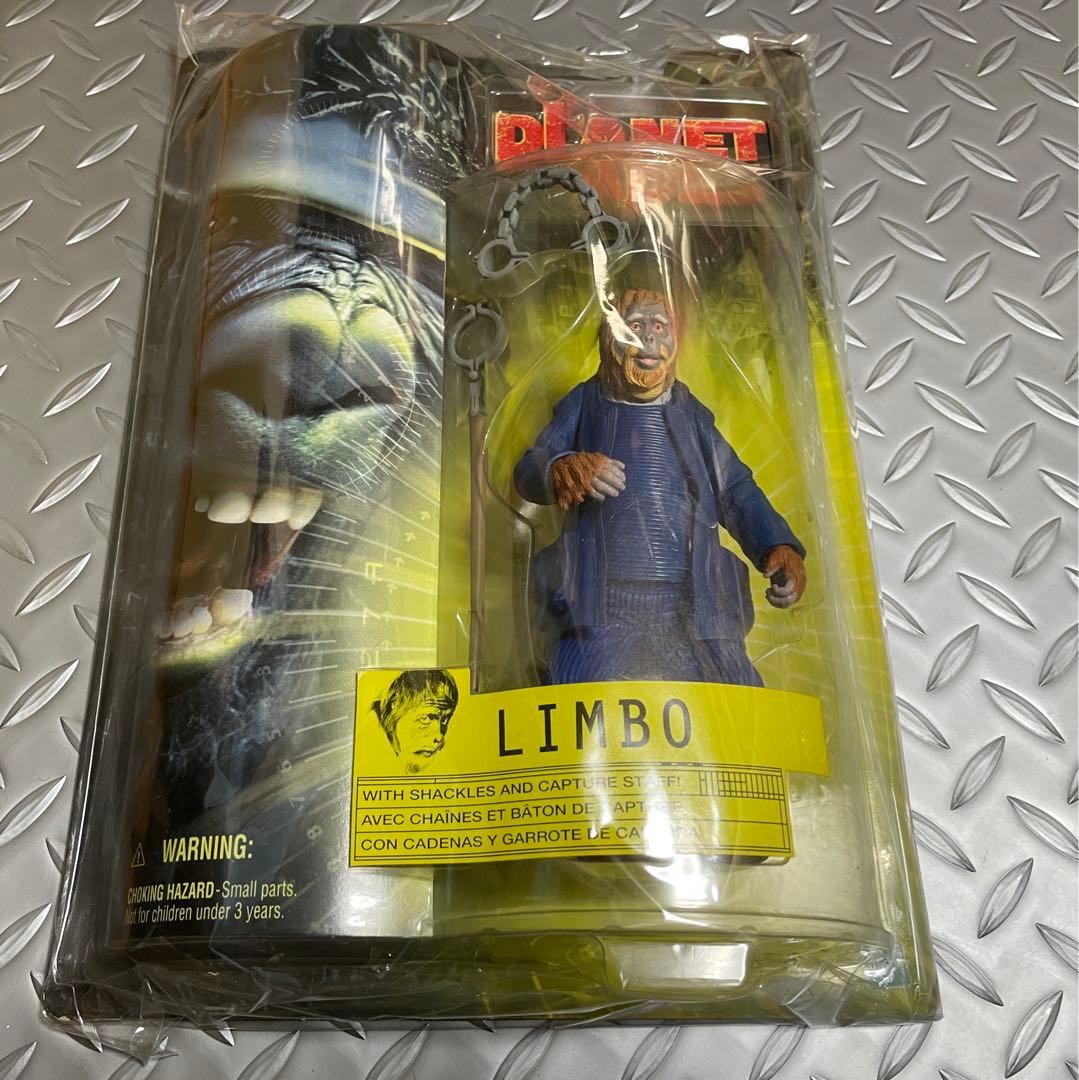 PLANET
LIMBO
WITH SHACKLES AND CAPTURE STAFF!
AVEC CHAÎNES ET BÂTON DE
CON CADENAS Y GARROTE DE
WARNING:
CHOKING HAZARD-Small parts.
Not for children under 3 years.